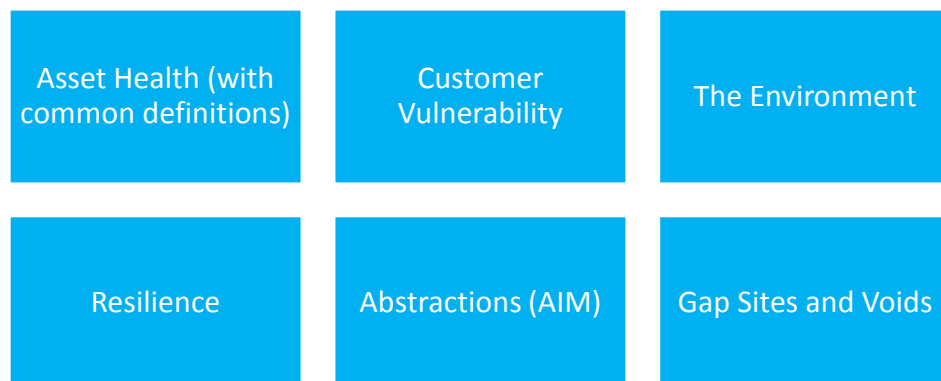 Asset Health (with
common definitions)
Customer
Vulnerability
The Environment
Resilience
Abstractions (AIM)
Gap Sites and Voids